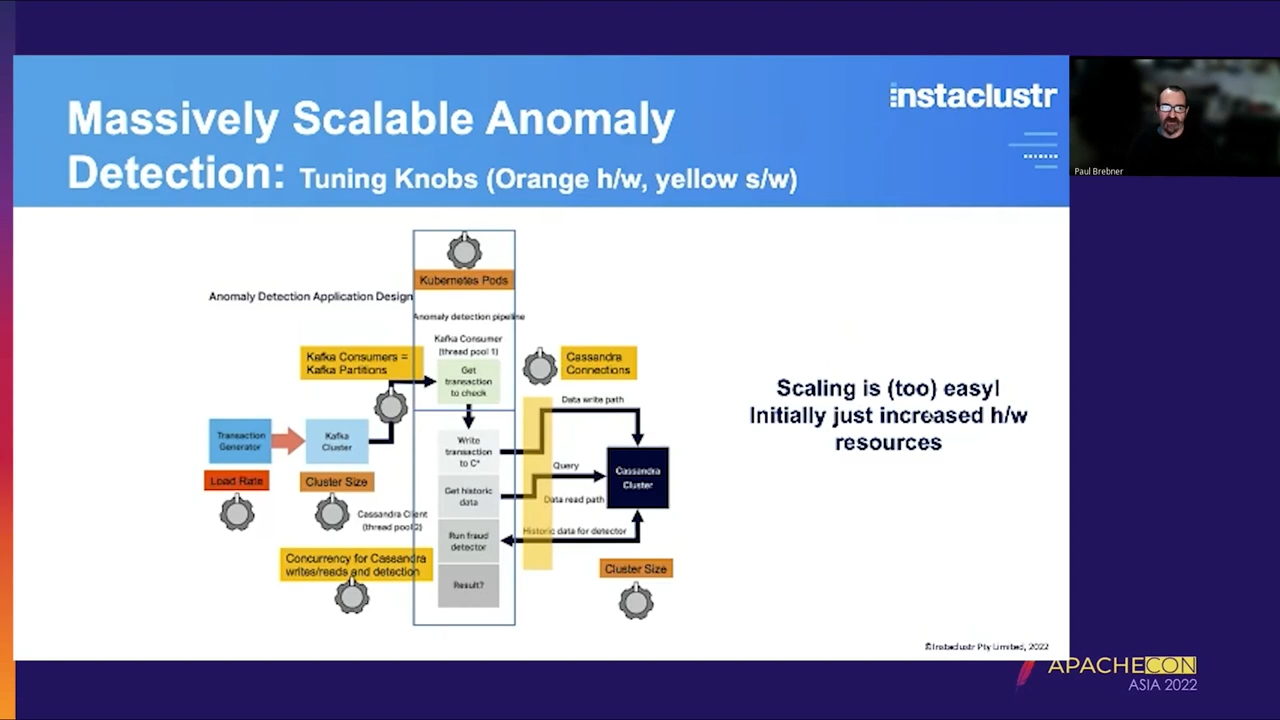 Massively Scalable Anomaly
Detection: Tuning Knobs (Orange h/w, yellow s/w)
instaclustr
Paul Brebner
Kubernetes Pods
Anomaly Detection Application Design
Anomaly detection pipeline
Kafka Consumer
(thread pool 1)
Kafka Consumers =
Kafka Partitions
Get
transaction
to check
Cassandra
Connections
Data write path
Transaction
Generator
Kafka
Cluster
Write
transaction
to C*
Query
Cassandra
Cluster
Load Rate
Cluster Size
Get historic
data
Data read path
Cassandra Client
(thread pool 2)
Run fraud
detector
Historic data for detector
Concurrency for Cassandra
writes/reads and detection
Result?
Cluster Size
Scaling is (too) easy!
Initially just increased h/w
resources
©Instaclustr Pty Limited, 2022
APACHECON
ASIA 2022